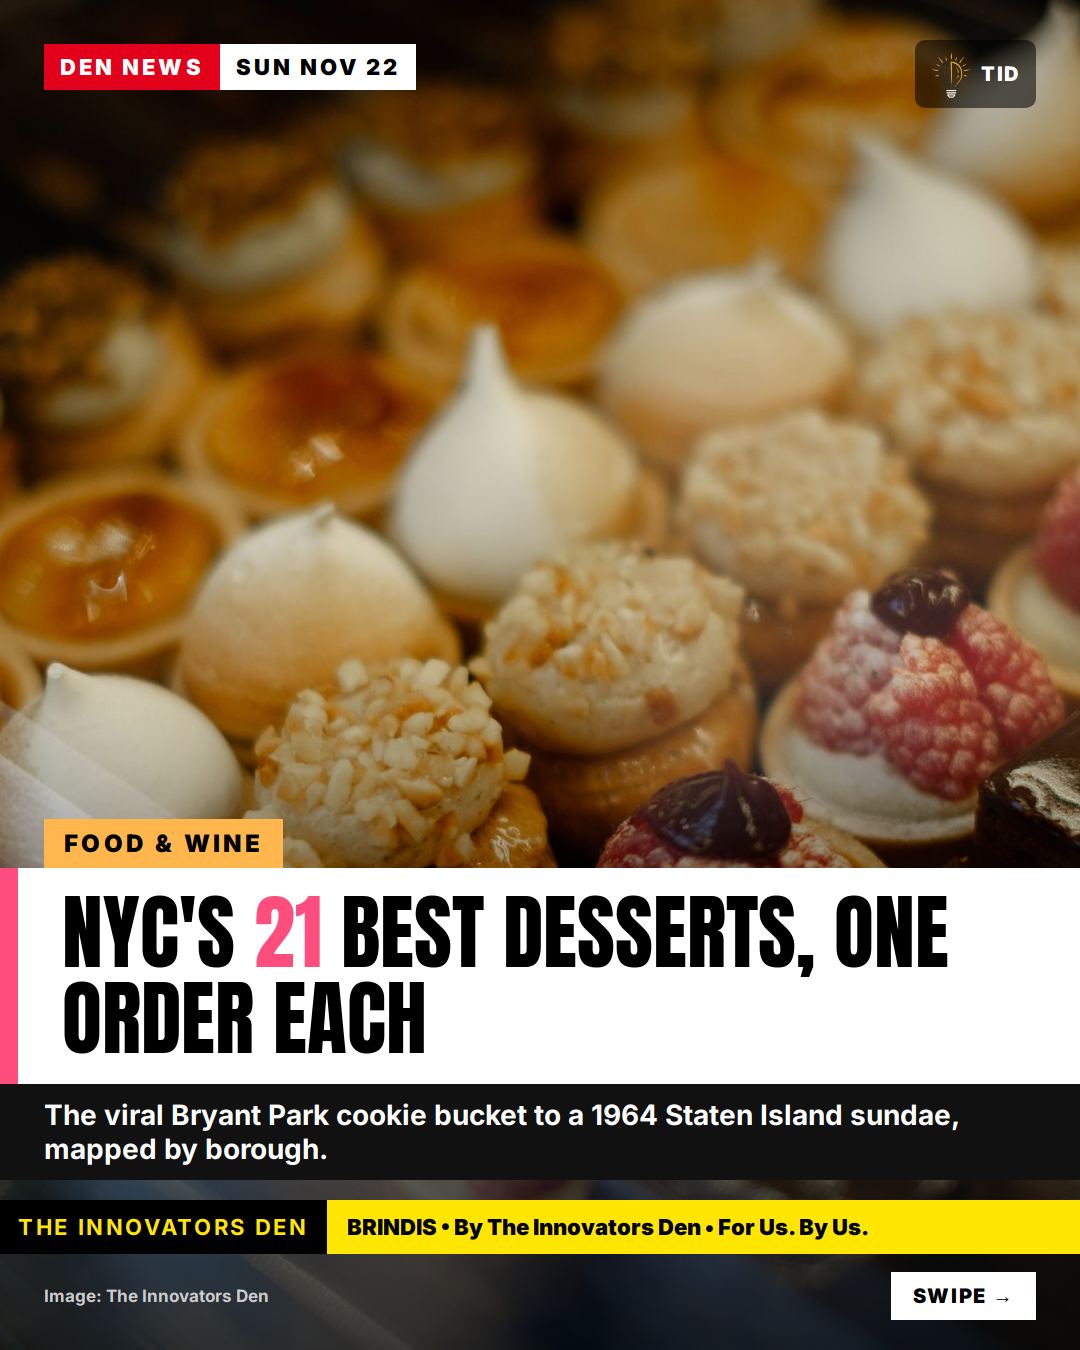 DEN NEWS SUN NOV 22
TID
FOOD & WINE
NYC'S 21 BEST DESSERTS, ONE
ORDER EACH
The viral Bryant Park cookie bucket to a 1964 Staten Island sundae,
mapped by borough.
THE INNOVATORS DEN BRINDIS • By The Innovators Den • For Us. By Us.
Image: The Innovators Den
SWIPE →